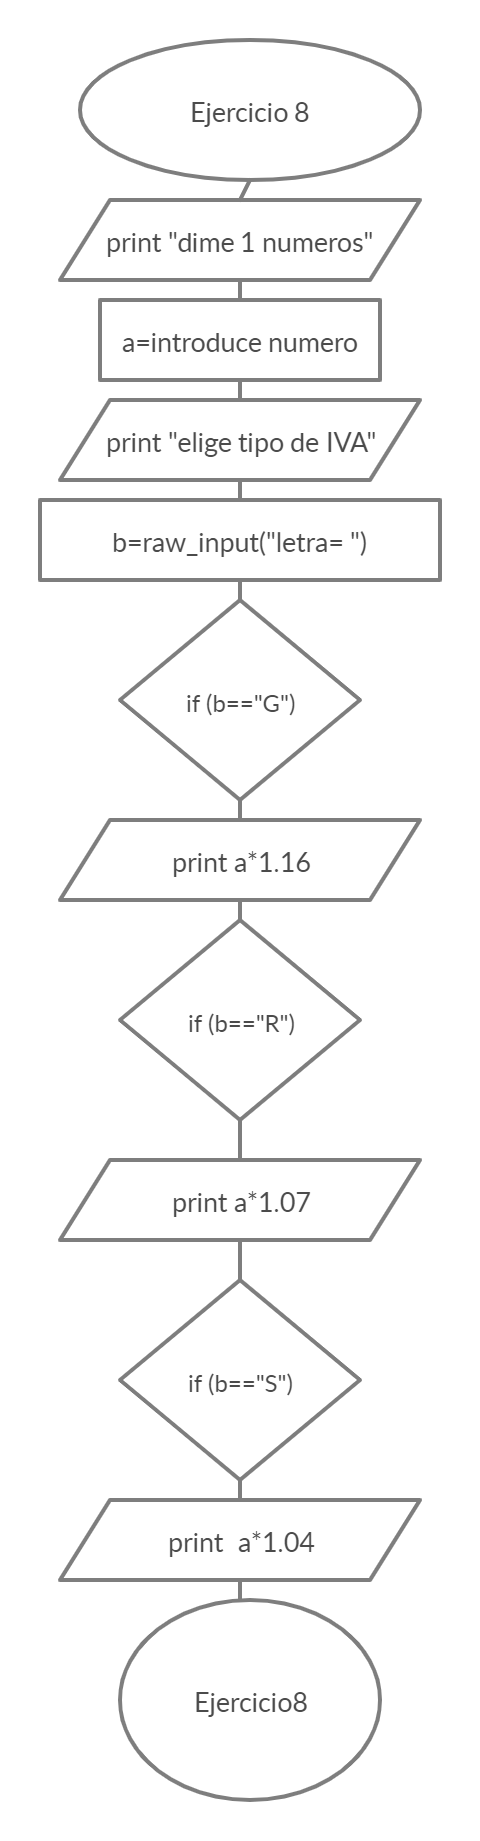 Ejercicio 8
print "dime 1 numeros"
a=introduce numero
print "elige tipo de IVA"
b=raw_input("letra= ")
if (b=="G")
print a*1.16
if (b=="R")
print a*1.07
if (b=="S")
print  a*1.04
Ejercicio8